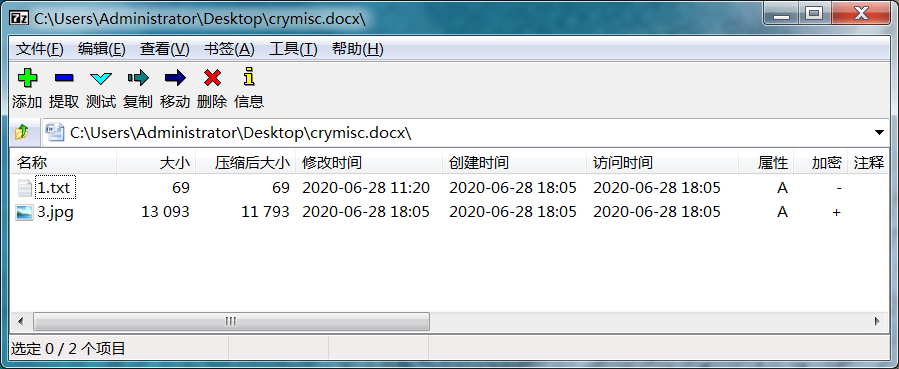 7z C:\Users\Administrator\Desktop\crymisc.docx\
文件(F) 编辑(E) 查看(V) 书签(A) 工具(T) 帮助(H)
添加 提取 测试 复制 移动 删除 信息
C:\Users\Administrator\Desktop\crymisc.docx\
名称 大小 压缩后大小 修改时间 创建时间 访问时间 属性 加密 注释
1.txt 69 69 2020-06-28 11:20 2020-06-28 18:05 2020-06-28 18:05 A -
3.jpg 13 093 11 793 2020-06-28 18:05 2020-06-28 18:05 2020-06-28 18:05 A +
选定 0 / 2 个项目